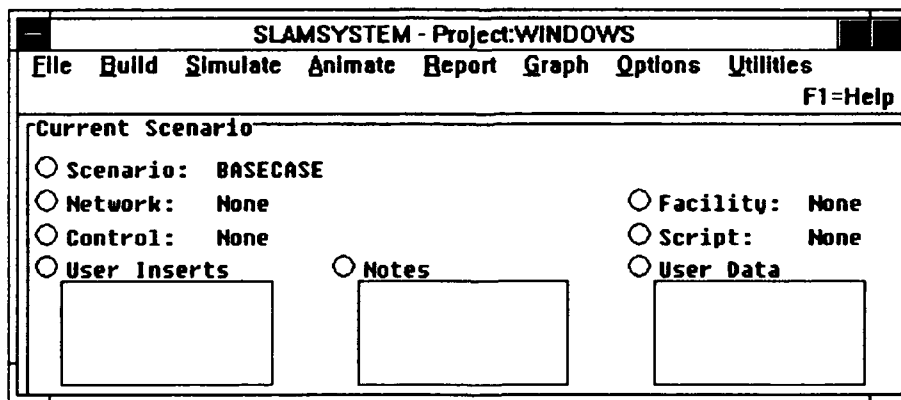 SLAMSYSTEM - Project:WINDOWS
File Build Simulate Animate Report Graph Options Utilities
F1=Help
Current Scenario
Scenario: BASECASE
Network: None Facility: None
Control: None Script: None
User Inserts Notes User Data